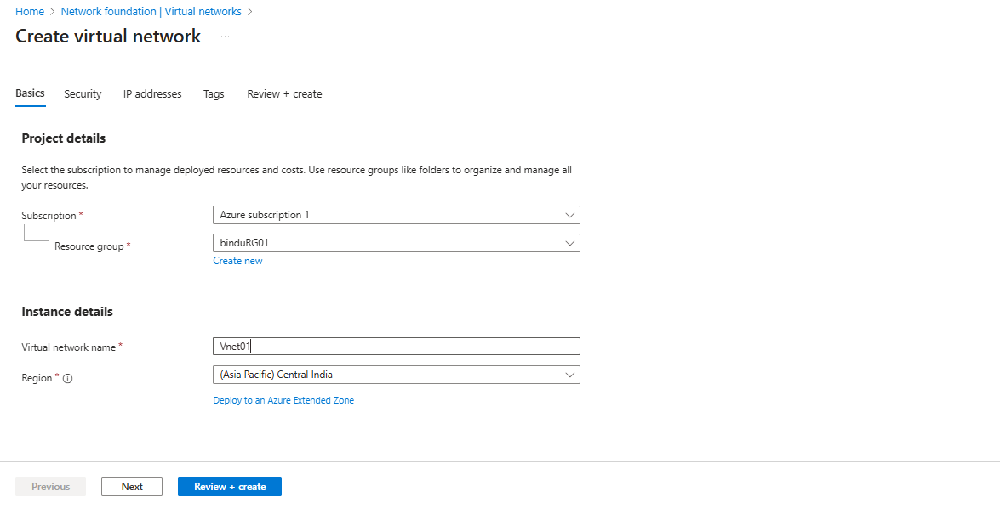 Home > Network foundation | Virtual networks >
Create virtual network ...
Basics Security IP addresses Tags Review + create
Project details
Select the subscription to manage deployed resources and costs. Use resource groups like folders to organize and manage all
your resources.
Subscription * Azure subscription 1
Resource group * binduRG01
Create new
Instance details
Virtual network name * Vnet01
Region * (Asia Pacific) Central India
Deploy to an Azure Extended Zone
Previous Next Review + create